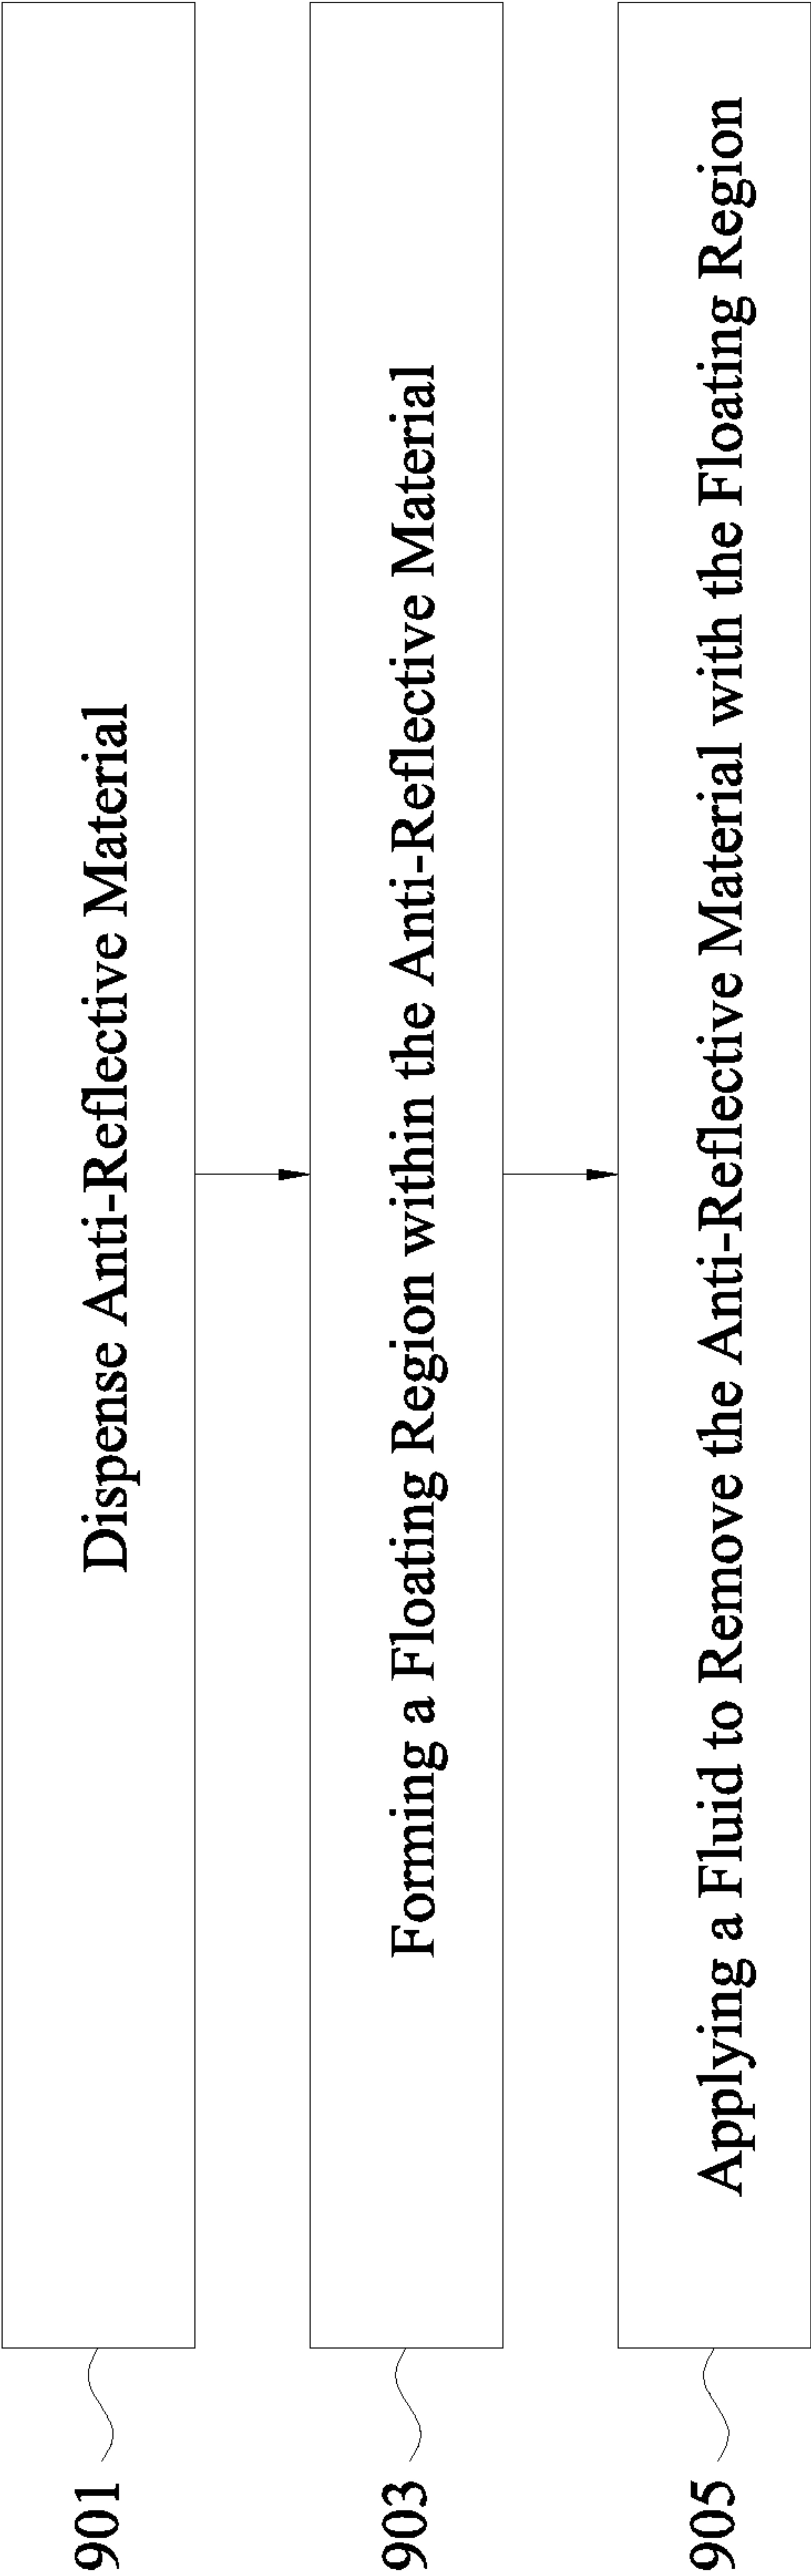 901
Dispense Anti-Reflective Material
903
Forming a Floating Region within the Anti-Reflective Material
905
Applying a Fluid to Remove the Anti-Reflective Material with the Floating Region